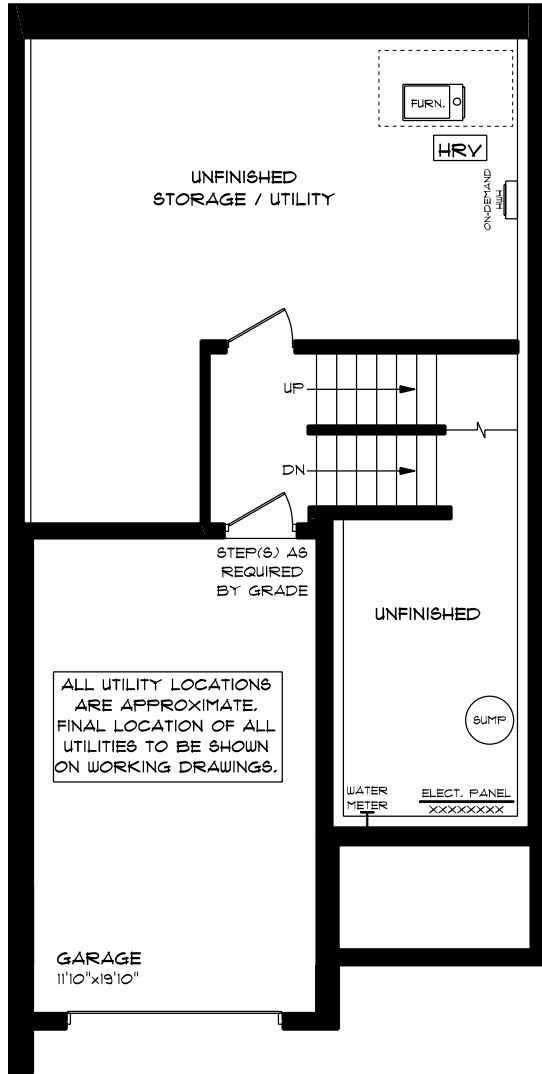 FURN.
HRV
UNFINISHED
STORAGE / UTILITY
ON-DEMAND
HWH
UP
DN
STEP(S) AS
REQUIRED
BY GRADE
UNFINISHED
ALL UTILITY LOCATIONS
ARE APPROXIMATE.
FINAL LOCATION OF ALL
UTILITIES TO BE SHOWN
ON WORKING DRAWINGS.
SUMP
WATER
METER
ELECT. PANEL
XXXXXXXX
GARAGE
11'10"x19'10"